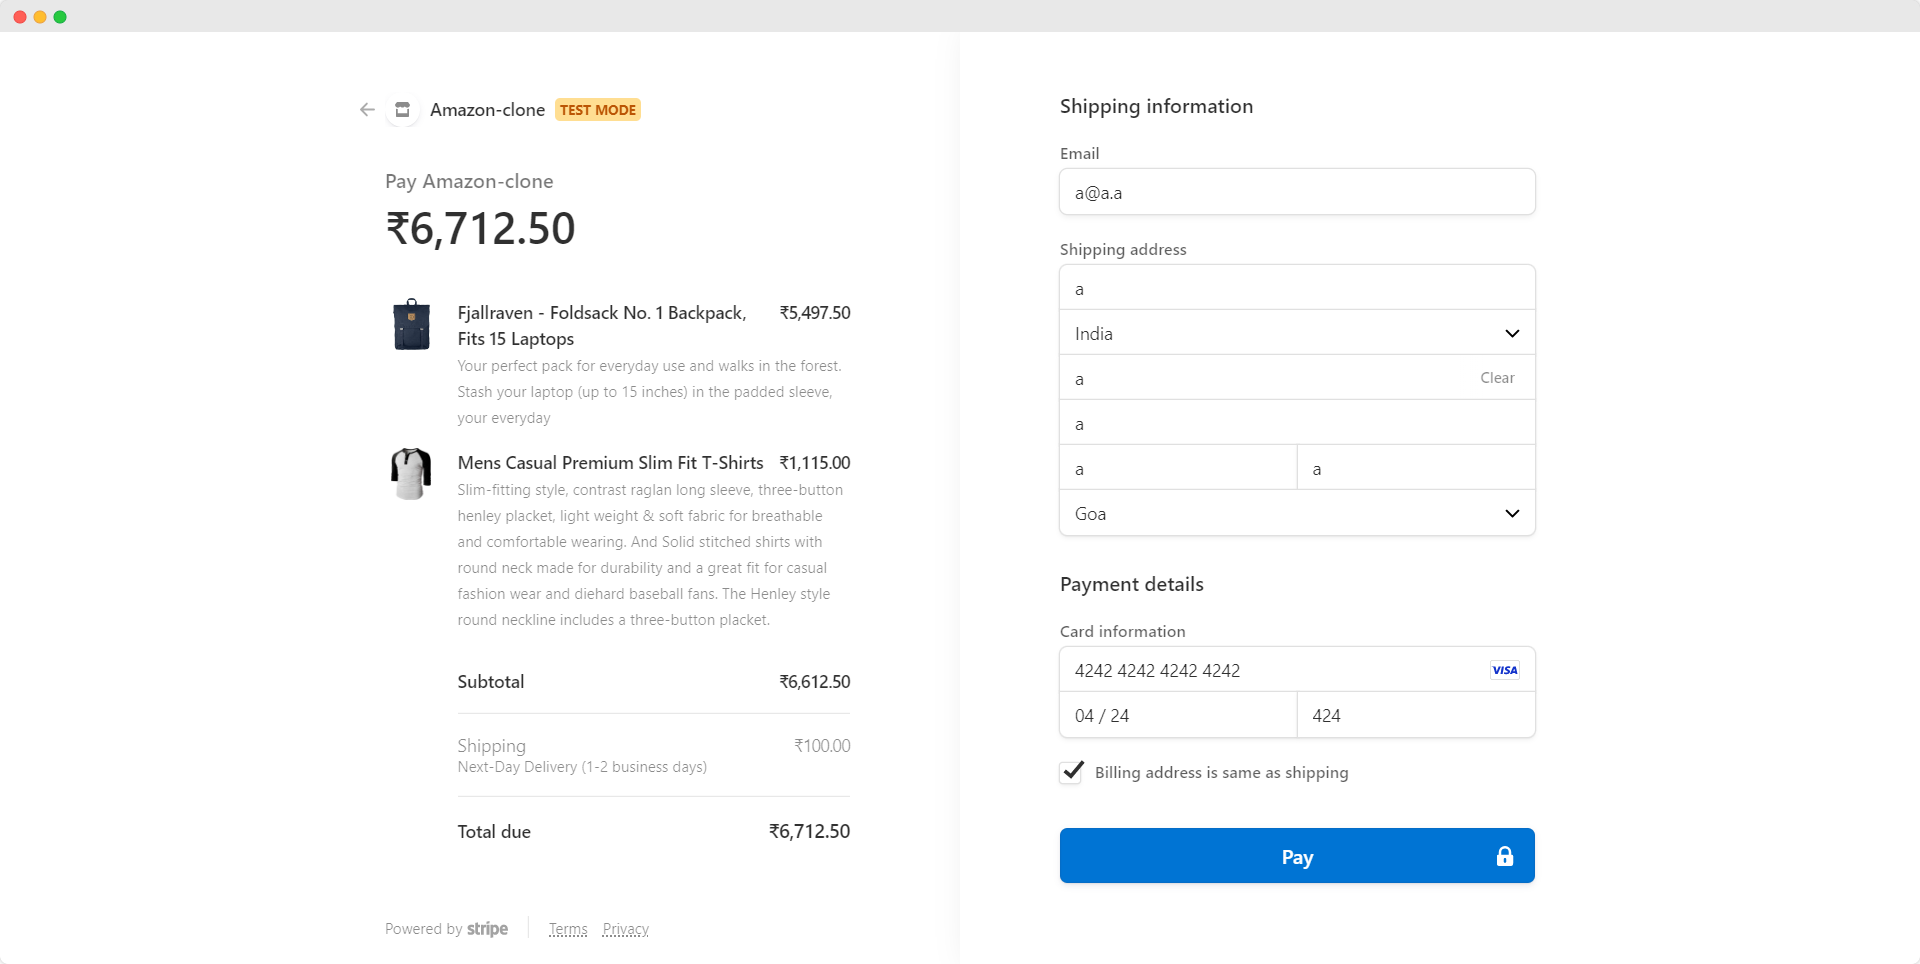 Amazon-clone TEST MODE
Pay Amazon-clone
₹6,712.50
Fjallraven - Foldsack No. 1 Backpack, ₹5,497.50
Fits 15 Laptops
Your perfect pack for everyday use and walks in the forest.
Stash your laptop (up to 15 inches) in the padded sleeve,
your everyday
Mens Casual Premium Slim Fit T-Shirts ₹1,115.00
Slim-fitting style, contrast raglan long sleeve, three-button
henley placket, light weight & soft fabric for breathable
and comfortable wearing. And Solid stitched shirts with
round neck made for durability and a great fit for casual
fashion wear and diehard baseball fans. The Henley style
round neckline includes a three-button placket.
Subtotal ₹6,612.50
Shipping ₹100.00
Next-Day Delivery (1-2 business days)
Total due ₹6,712.50
Powered by stripe Terms Privacy
Shipping information
Email
a@a.a
Shipping address
a
India
a Clear
a
a a
Goa
Payment details
Card information
4242 4242 4242 4242 VISA
04 / 24 424
Billing address is same as shipping
Pay